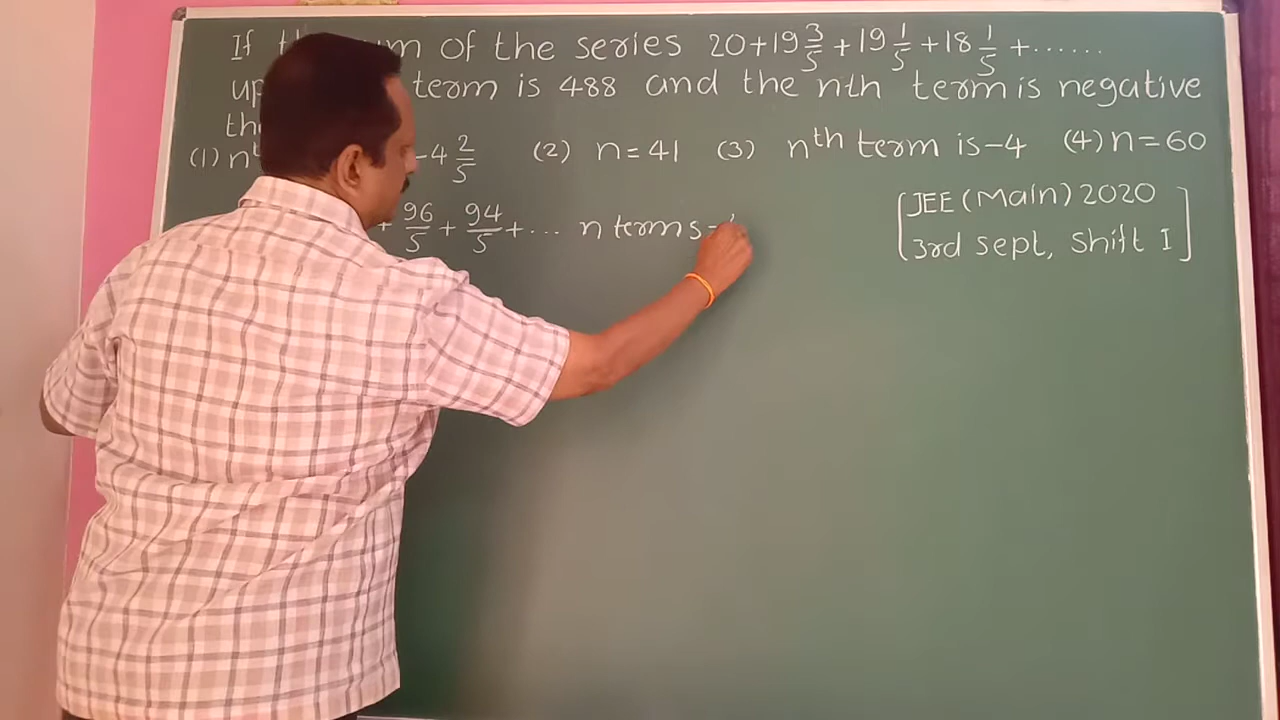 If um of the series 20+19 3/5 +19 1/5 +18 1/5 +......
up term is 488 and the nth term is negative
th
(1) n -4 2/5 (2) n=41 (3) nth term is -4 (4) n=60
[JEE (Main) 2020
3rd Sept, Shift I]
+ 96/5 + 94/5 +... n terms =